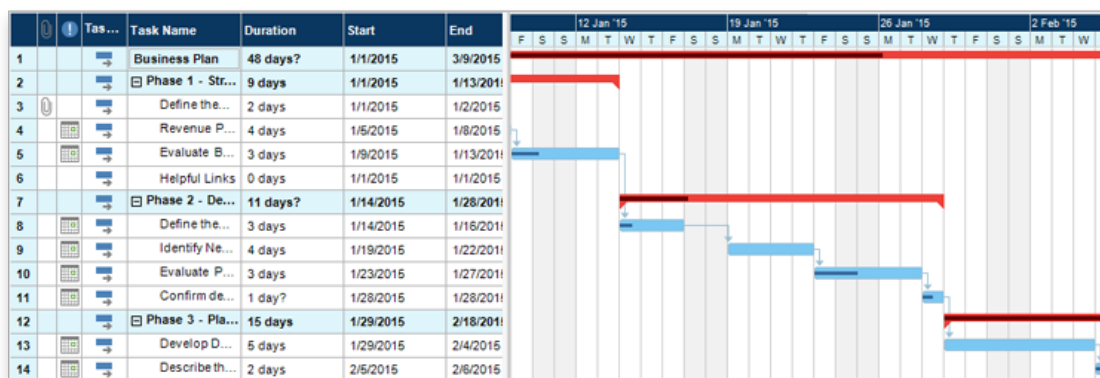 Tas... Task Name Duration Start End
12 Jan '15 19 Jan '15 26 Jan '15 2 Feb '15
F S S M T W T F S S M T W T F S S M T W T F S S M T W
1 Business Plan 48 days? 1/1/2015 3/9/2015
2 Phase 1 - Str... 9 days 1/1/2015 1/13/201
3 Define the... 2 days 1/1/2015 1/2/2015
4 Revenue P... 4 days 1/5/2015 1/8/2015
5 Evaluate B... 3 days 1/9/2015 1/13/201
6 Helpful Links 0 days 1/1/2015 1/1/2015
7 Phase 2 - De... 11 days? 1/14/2015 1/28/201
8 Define the... 3 days 1/14/2015 1/16/201
9 Identify Ne... 4 days 1/19/2015 1/22/201
10 Evaluate P... 3 days 1/23/2015 1/27/201
11 Confirm de... 1 day? 1/28/2015 1/28/201
12 Phase 3 - Pla... 15 days 1/29/2015 2/18/201
13 Develop D... 5 days 1/29/2015 2/4/2015
14 Describe th... 2 days 2/5/2015 2/6/2015